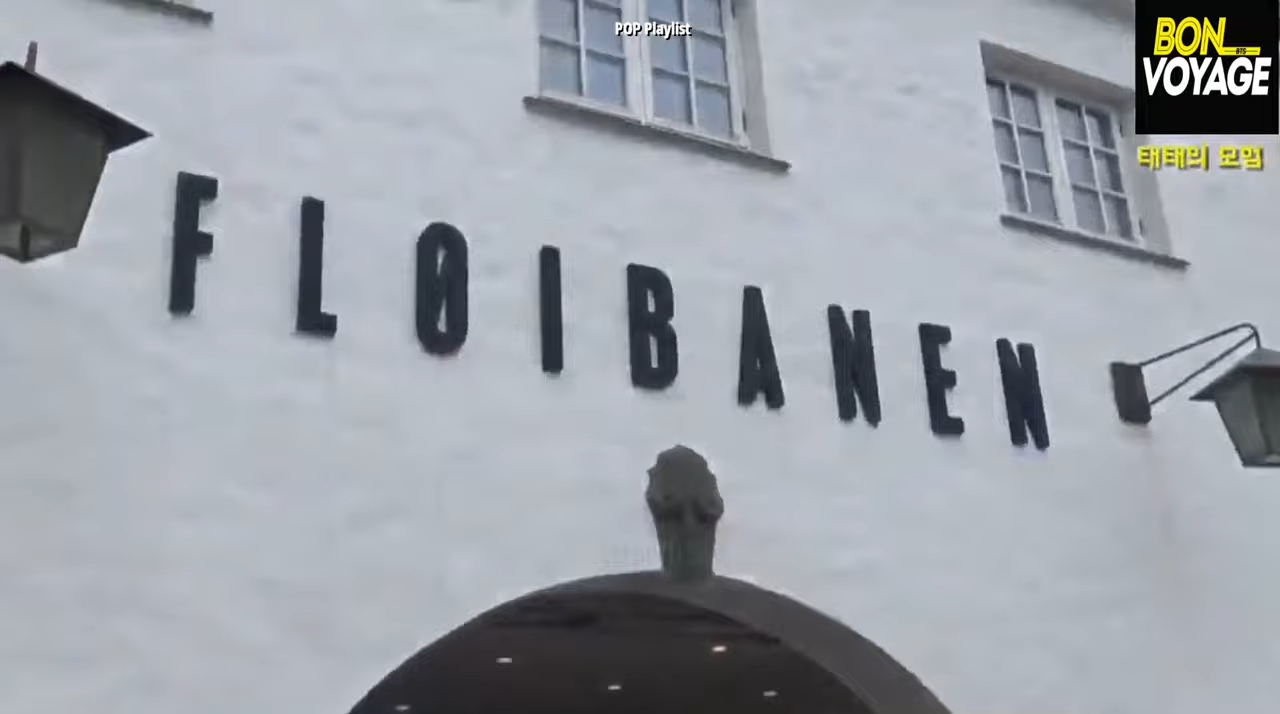 POP Playlist
BON
BTS
VOYAGE
태태의 모험
FLØIBANEN